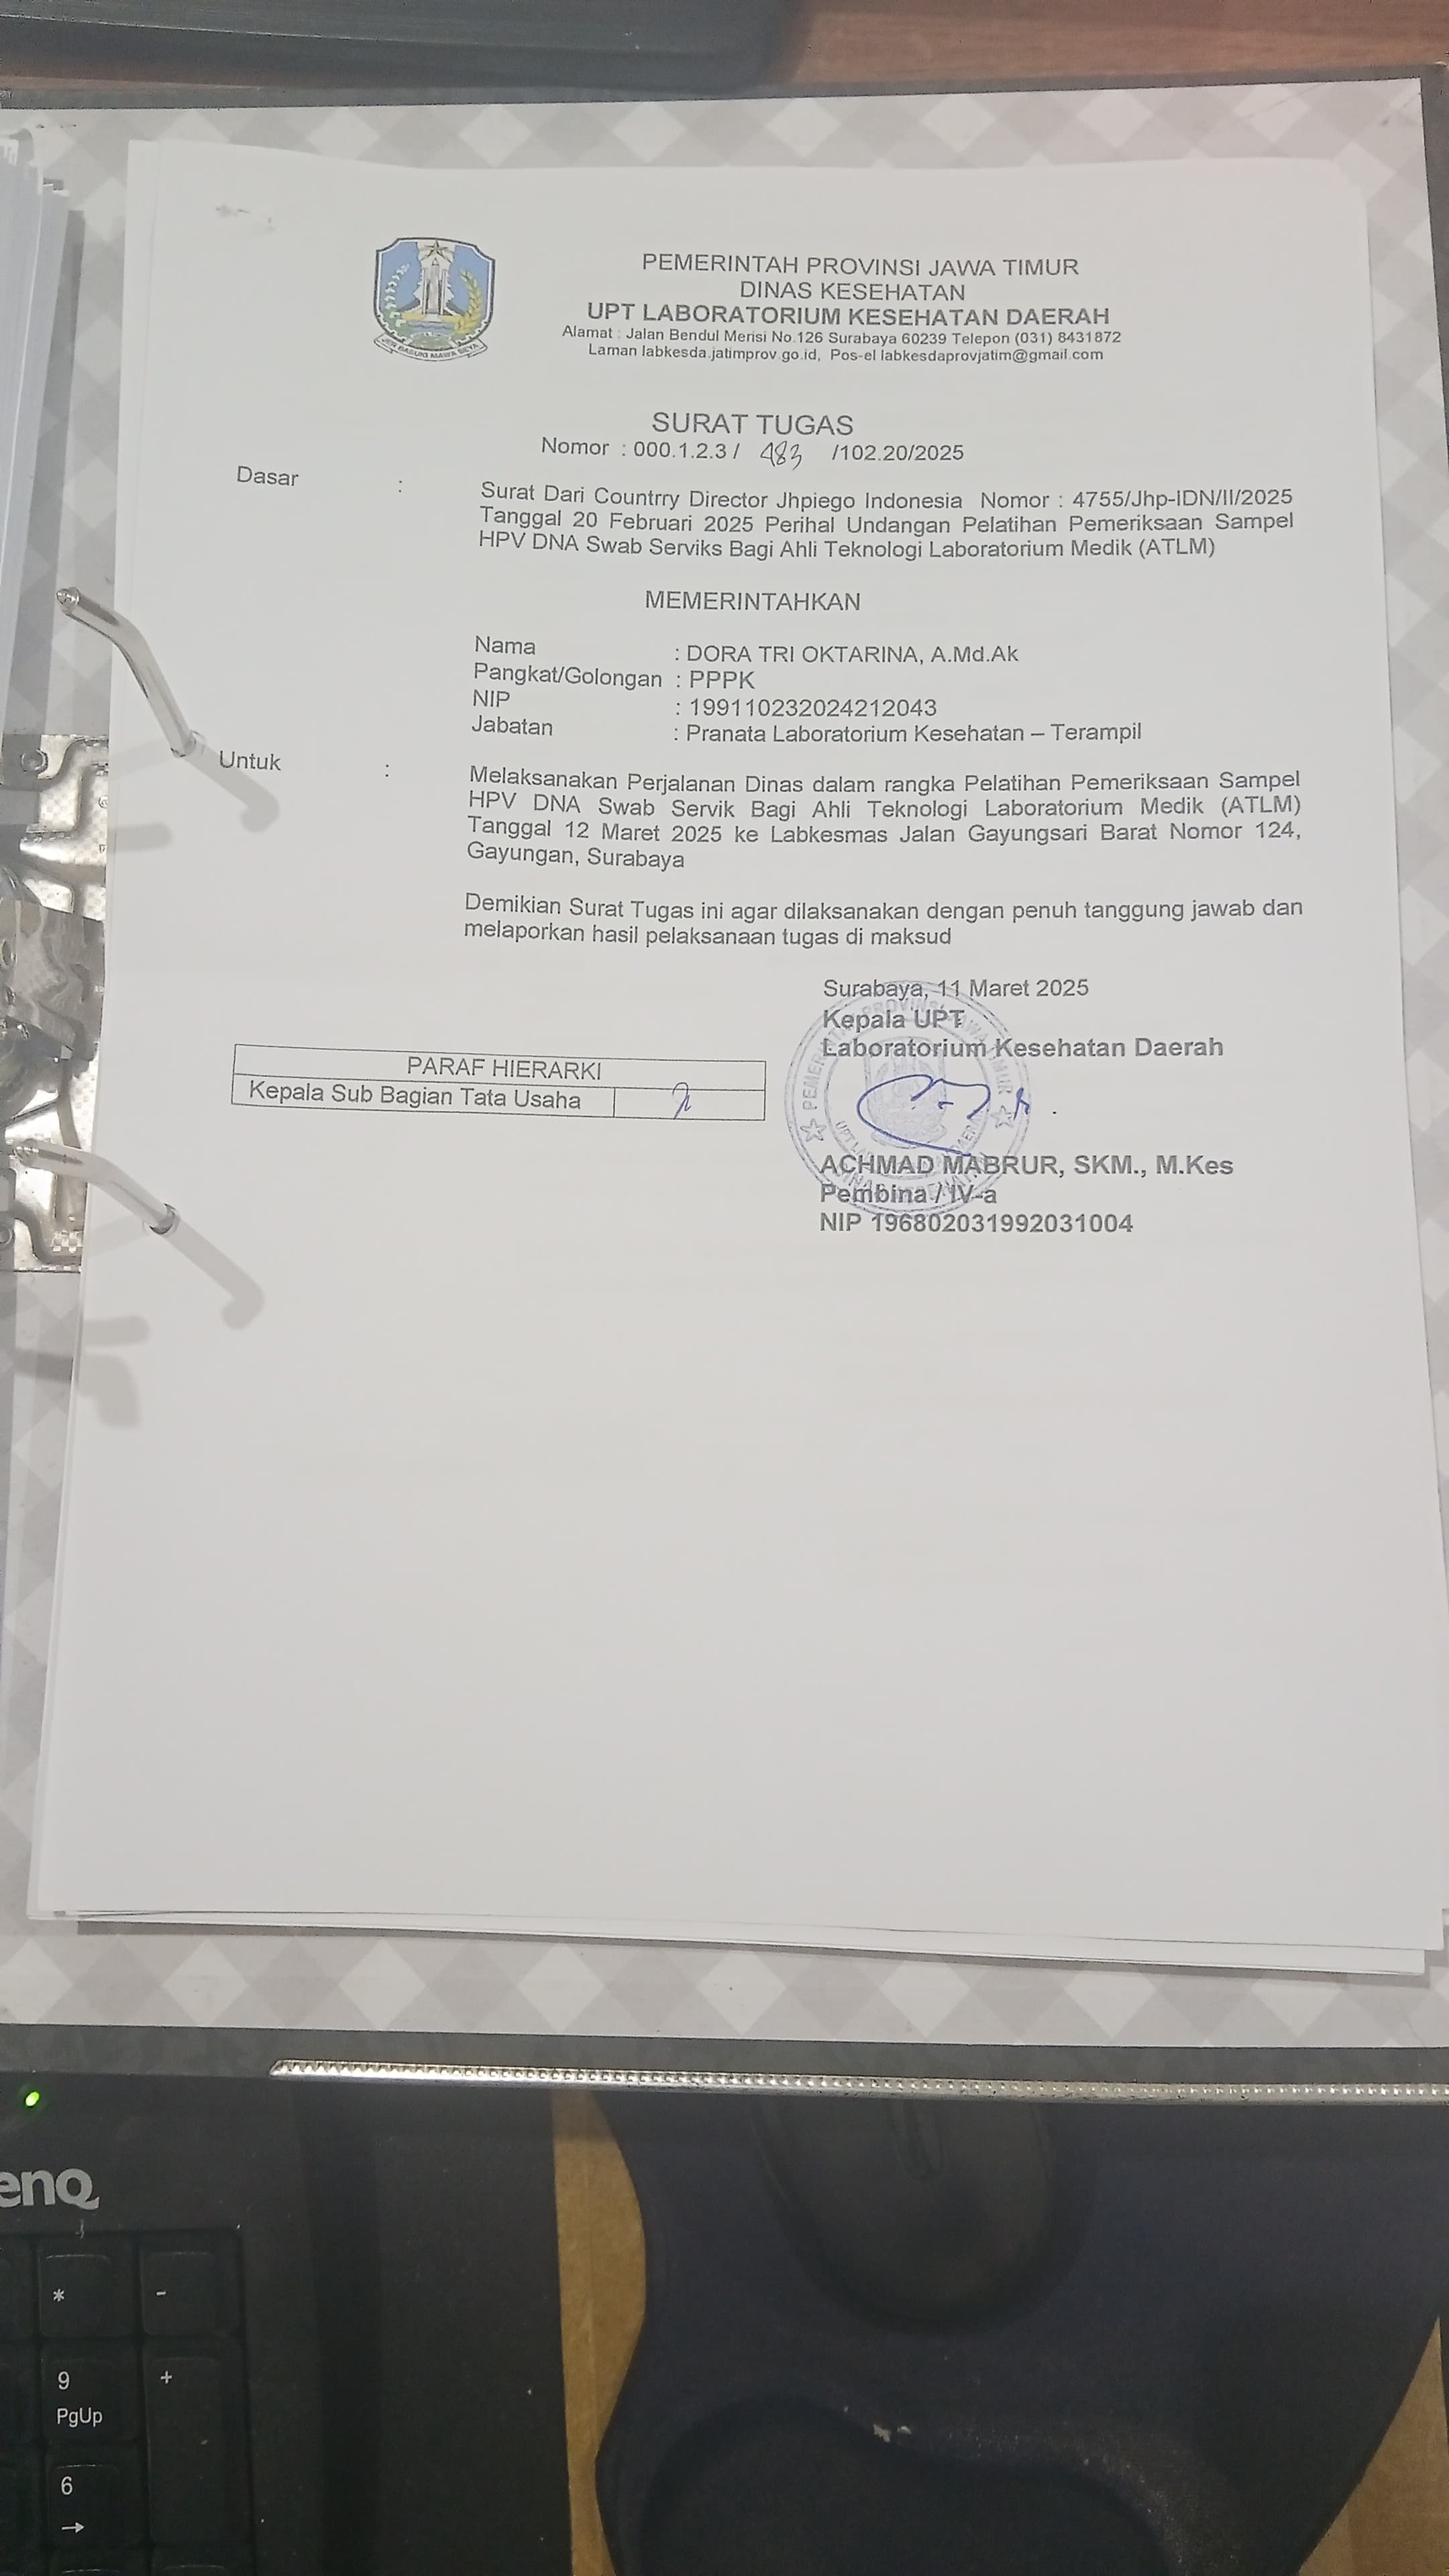 PEMERINTAH PROVINSI JAWA TIMUR
DINAS KESEHATAN
UPT LABORATORIUM KESEHATAN DAERAH
Alamat : Jalan Bendul Merisi No.126 Surabaya 60239 Telepon (031) 8431872
Laman labkesda.jatimprov.go.id, Pos-el labkesdaprovjatim@gmail.com
JER BASUKI MAWA BEYA
SURAT TUGAS
Nomor : 000.1.2.3 / 483 /102.20/2025
Dasar :
Surat Dari Countrry Director Jhpiego Indonesia Nomor : 4755/Jhp-IDN/II/2025
Tanggal 20 Februari 2025 Perihal Undangan Pelatihan Pemeriksaan Sampel
HPV DNA Swab Serviks Bagi Ahli Teknologi Laboratorium Medik (ATLM)
MEMERINTAHKAN
Nama : DORA TRI OKTARINA, A.Md.Ak
Pangkat/Golongan : PPPK
NIP : 199110232024212043
Jabatan : Pranata Laboratorium Kesehatan – Terampil
Untuk :
Melaksanakan Perjalanan Dinas dalam rangka Pelatihan Pemeriksaan Sampel
HPV DNA Swab Servik Bagi Ahli Teknologi Laboratorium Medik (ATLM)
Tanggal 12 Maret 2025 ke Labkesmas Jalan Gayungsari Barat Nomor 124,
Gayungan, Surabaya
Demikian Surat Tugas ini agar dilaksanakan dengan penuh tanggung jawab dan
melaporkan hasil pelaksanaan tugas di maksud
Surabaya, 11 Maret 2025
Kepala UPT
Laboratorium Kesehatan Daerah
PARAF HIERARKI
Kepala Sub Bagian Tata Usaha
ACHMAD MABRUR, SKM., M.Kes
Pembina / IV-a
NIP 196802031992031004
enQ
*
-
9
PgUp
+
6
→